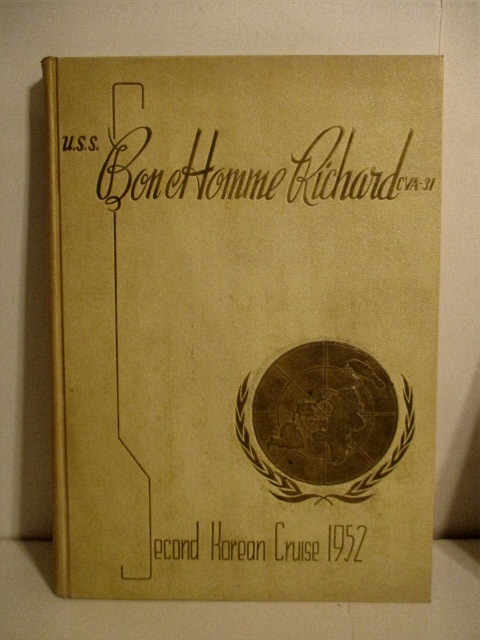 U.S.S. Bon Homme Richard CVA-31
Second Korean Cruise 1952